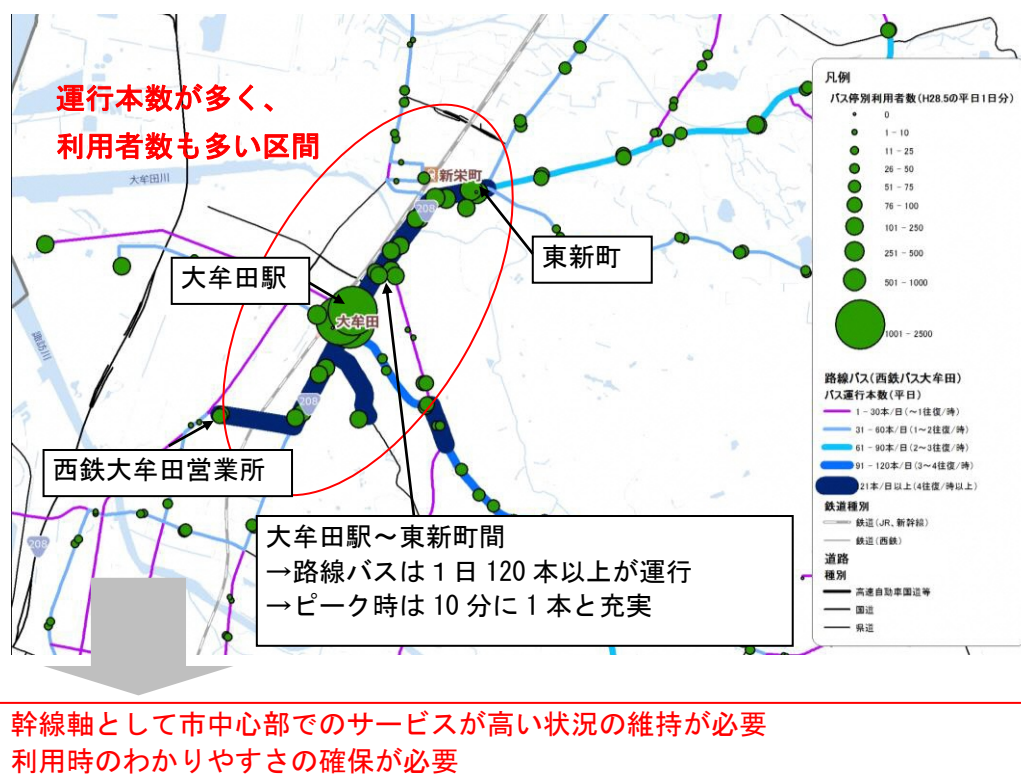 運行本数が多く、
利用者数も多い区間
大牟田川
新栄町
208
東新町
大牟田駅
大牟田
諏訪川
208
西鉄大牟田営業所
208
大牟田駅～東新町間
→路線バスは１日 120 本以上が運行
→ピーク時は 10 分に 1 本と充実
凡例
バス停別利用者数(H28.5の平日1日分)
0
1 - 10
11 - 25
26 - 50
51 - 75
76 - 100
101 - 250
251 - 500
501 - 1000
1001 - 2500
路線バス(西鉄バス大牟田)
バス運行本数(平日)
1 - 30本/日(～1往復/時)
31 - 60本/日(1～2往復/時)
61 - 90本/日(2～3往復/時)
91 - 120本/日(3～4往復/時)
21本/日以上(4往復/時以上)
鉄道種別
鉄道(JR、新幹線)
鉄道(西鉄)
道路
種別
高速自動車国道等
国道
県道
幹線軸として市中心部でのサービスが高い状況の維持が必要
利用時のわかりやすさの確保が必要